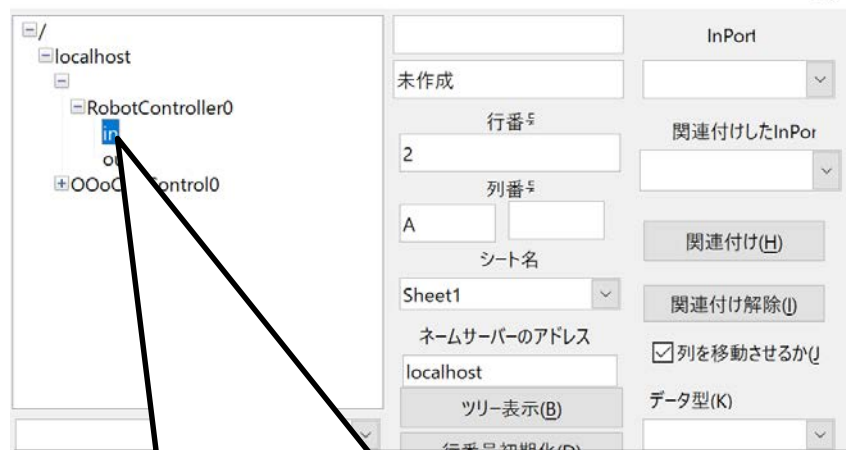 /
localhost
RobotController0
in
未作成
行番号
2
列番号
A
シート名
Sheet1
ネームサーバーのアドレス
localhost
ツリー表示(B)
InPort
関連付けしたInPor
関連付け(H)
関連付け解除(I)
列を移動させるか(J
データ型(K)